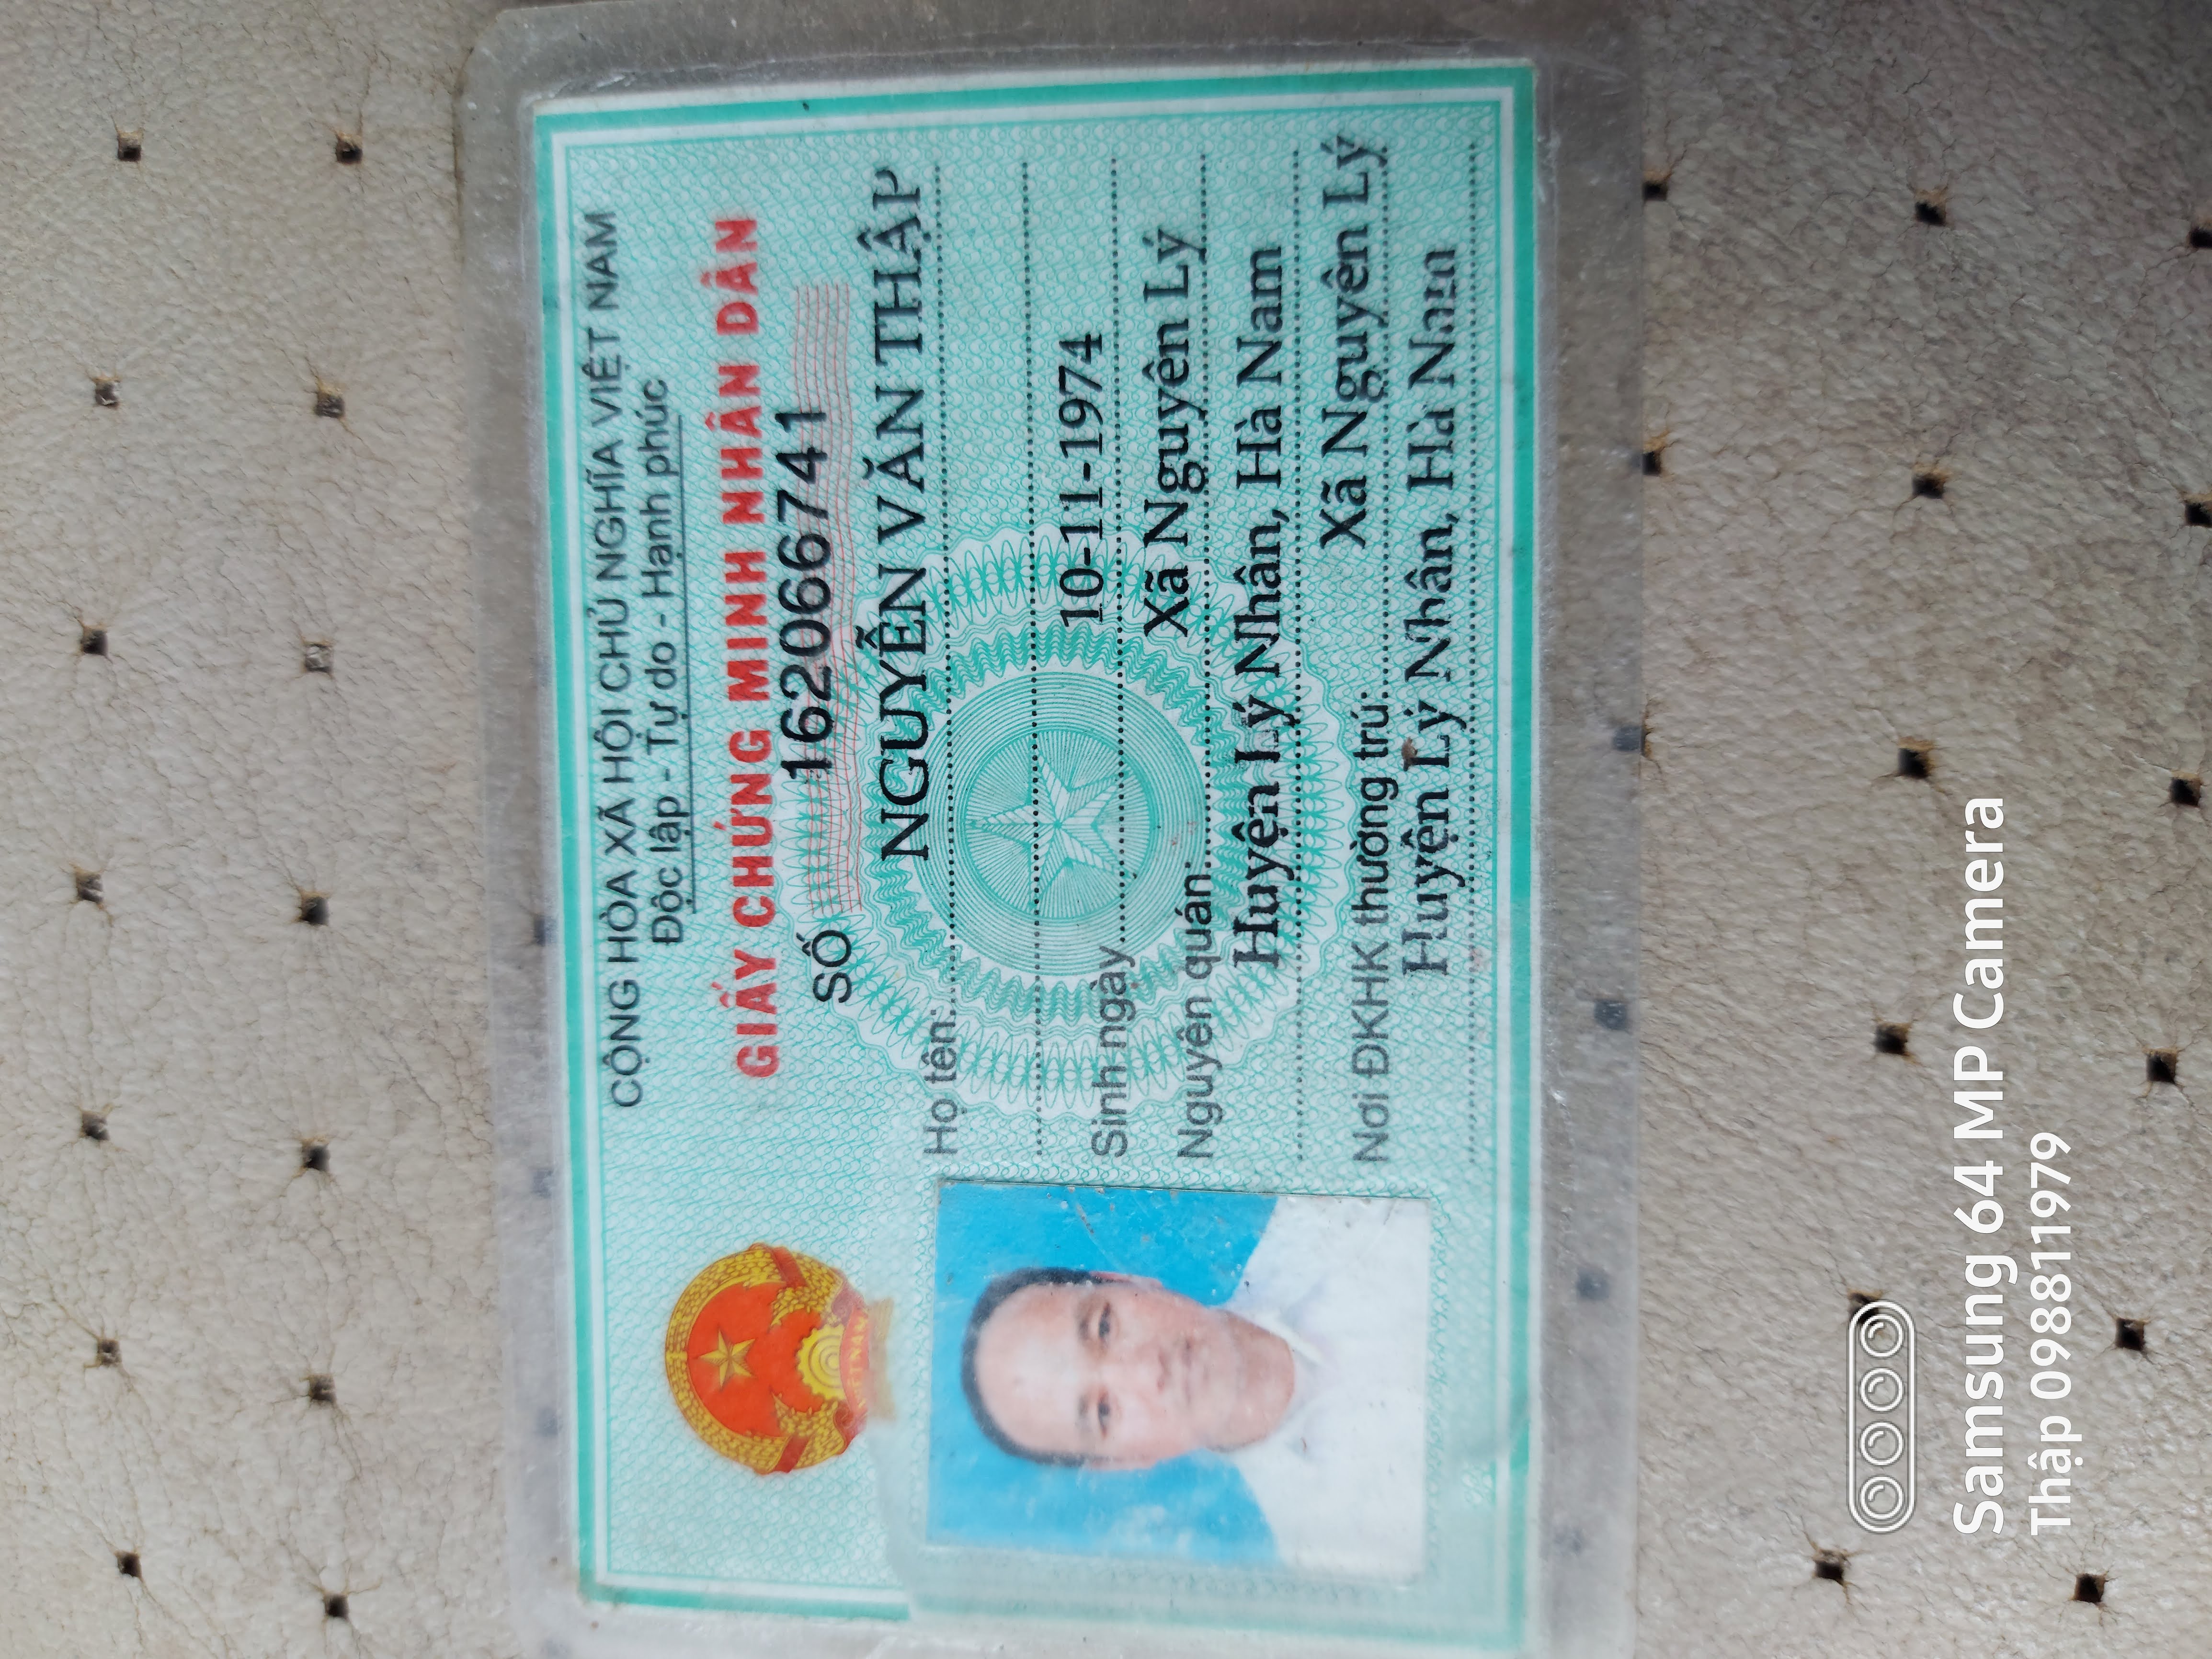 CỘNG HÒA XÃ HỘI CHỦ NGHĨA VIỆT NAM
Độc lập - Tự do - Hạnh phúc
GIẤY CHỨNG MINH NHÂN DÂN
SỐ 162066741
Họ tên: NGUYỄN VĂN THẬP
Sinh ngày 10-11-1974
Nguyên quán: Xã Nguyên Lý
Huyện Lý Nhân, Hà Nam
Nơi ĐKHK thường trú: Xã Nguyên Lý
Huyện Lý Nhân, Hà Nam
VIỆT NAM
Samsung 64 MP Camera
Thập 098811979